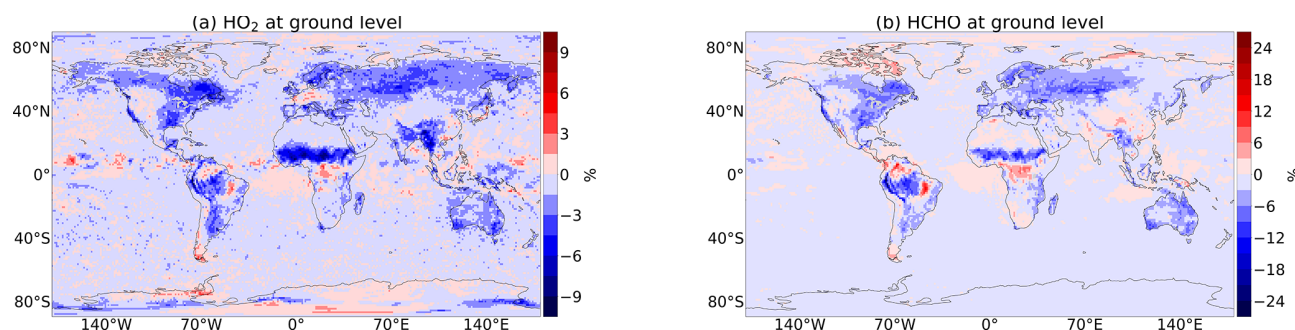 (a) HO₂ at ground level
80°N
40°N
0°
40°S
80°S
140°W 70°W 0° 70°E 140°E
9
6
3
0
−3
−6
−9
%
(b) HCHO at ground level
80°N
40°N
0°
40°S
80°S
140°W 70°W 0° 70°E 140°E
24
18
12
6
0
−6
−12
−18
−24
%